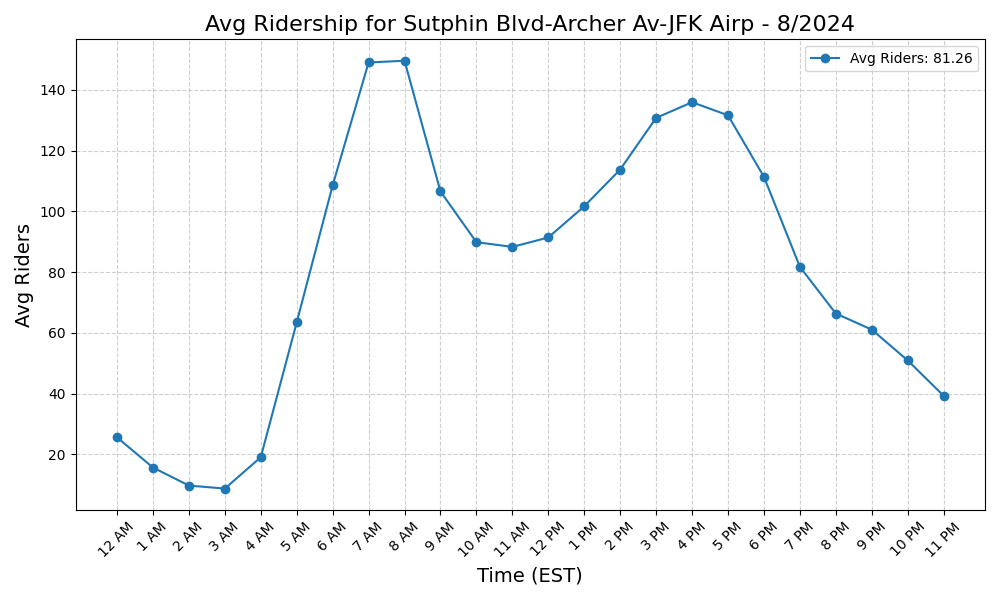 Avg Ridership for Sutphin Blvd-Archer Av-JFK Airp - 8/2024
Avg Riders: 81.26
Avg Riders
140
120
100
80
60
40
20
12 AM
1 AM
2 AM
3 AM
4 AM
5 AM
6 AM
7 AM
8 AM
9 AM
10 AM
11 AM
12 PM
1 PM
2 PM
3 PM
4 PM
5 PM
6 PM
7 PM
8 PM
9 PM
10 PM
11 PM
Time (EST)